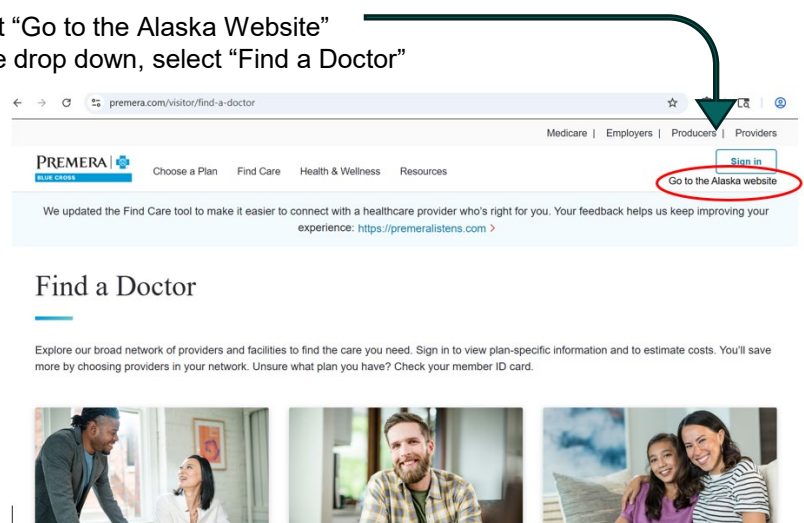 “Go to the Alaska Website”
drop down, select “Find a Doctor”
premera.com/visitor/find-a-doctor
Medicare | Employers | Producers | Providers
PREMERA
BLUE CROSS
Choose a Plan Find Care Health & Wellness Resources
Sign in
Go to the Alaska website
We updated the Find Care tool to make it easier to connect with a healthcare provider who's right for you. Your feedback helps us keep improving your
experience: https://premeralistens.com >
Find a Doctor
Explore our broad network of providers and facilities to find the care you need. Sign in to view plan-specific information and to estimate costs. You'll save
more by choosing providers in your network. Unsure what plan you have? Check your member ID card.